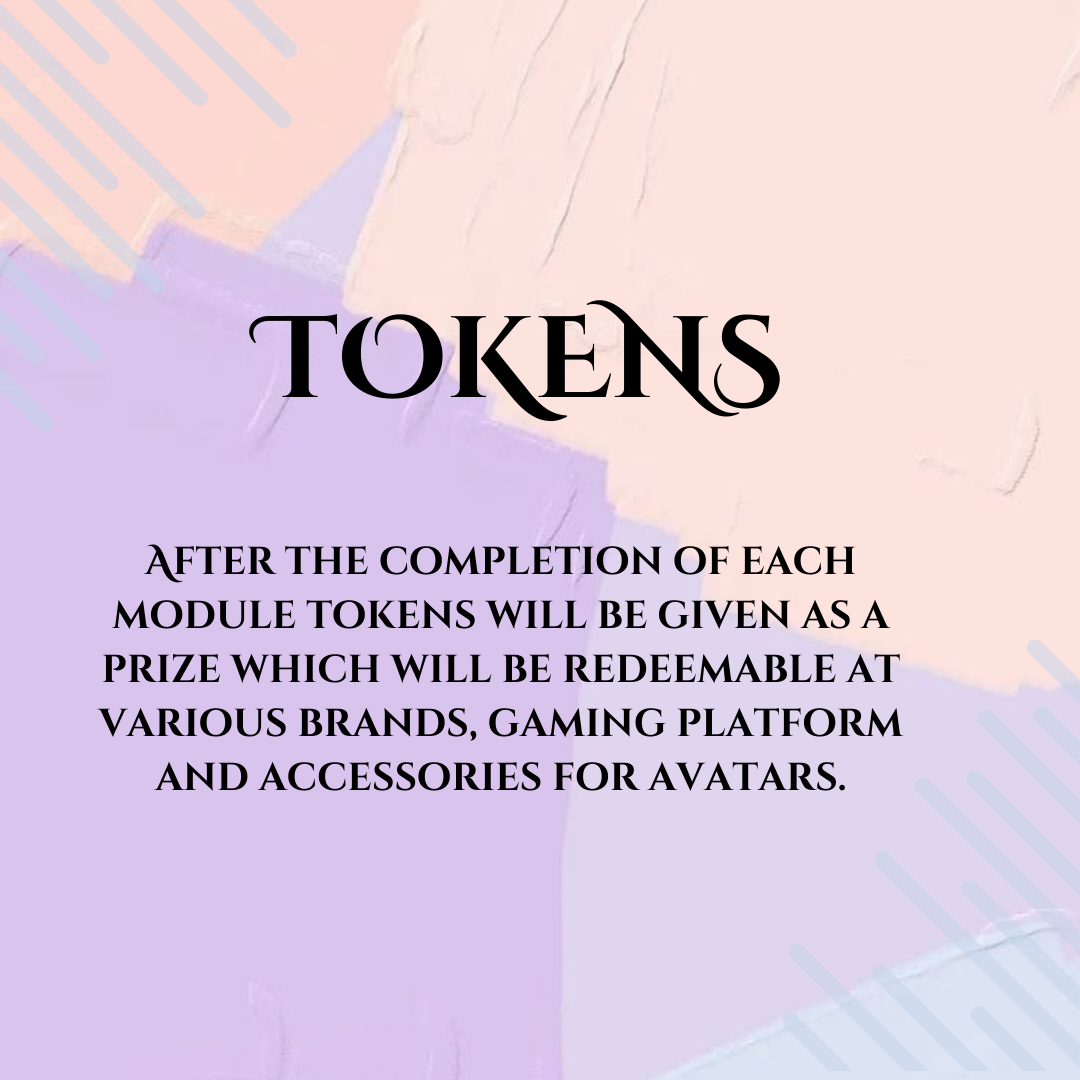 TOKENS
AFTER THE COMPLETION OF EACH
MODULE TOKENS WILL BE GIVEN AS A
PRIZE WHICH WILL BE REDEEMABLE AT
VARIOUS BRANDS, GAMING PLATFORM
AND ACCESSORIES FOR AVATARS.